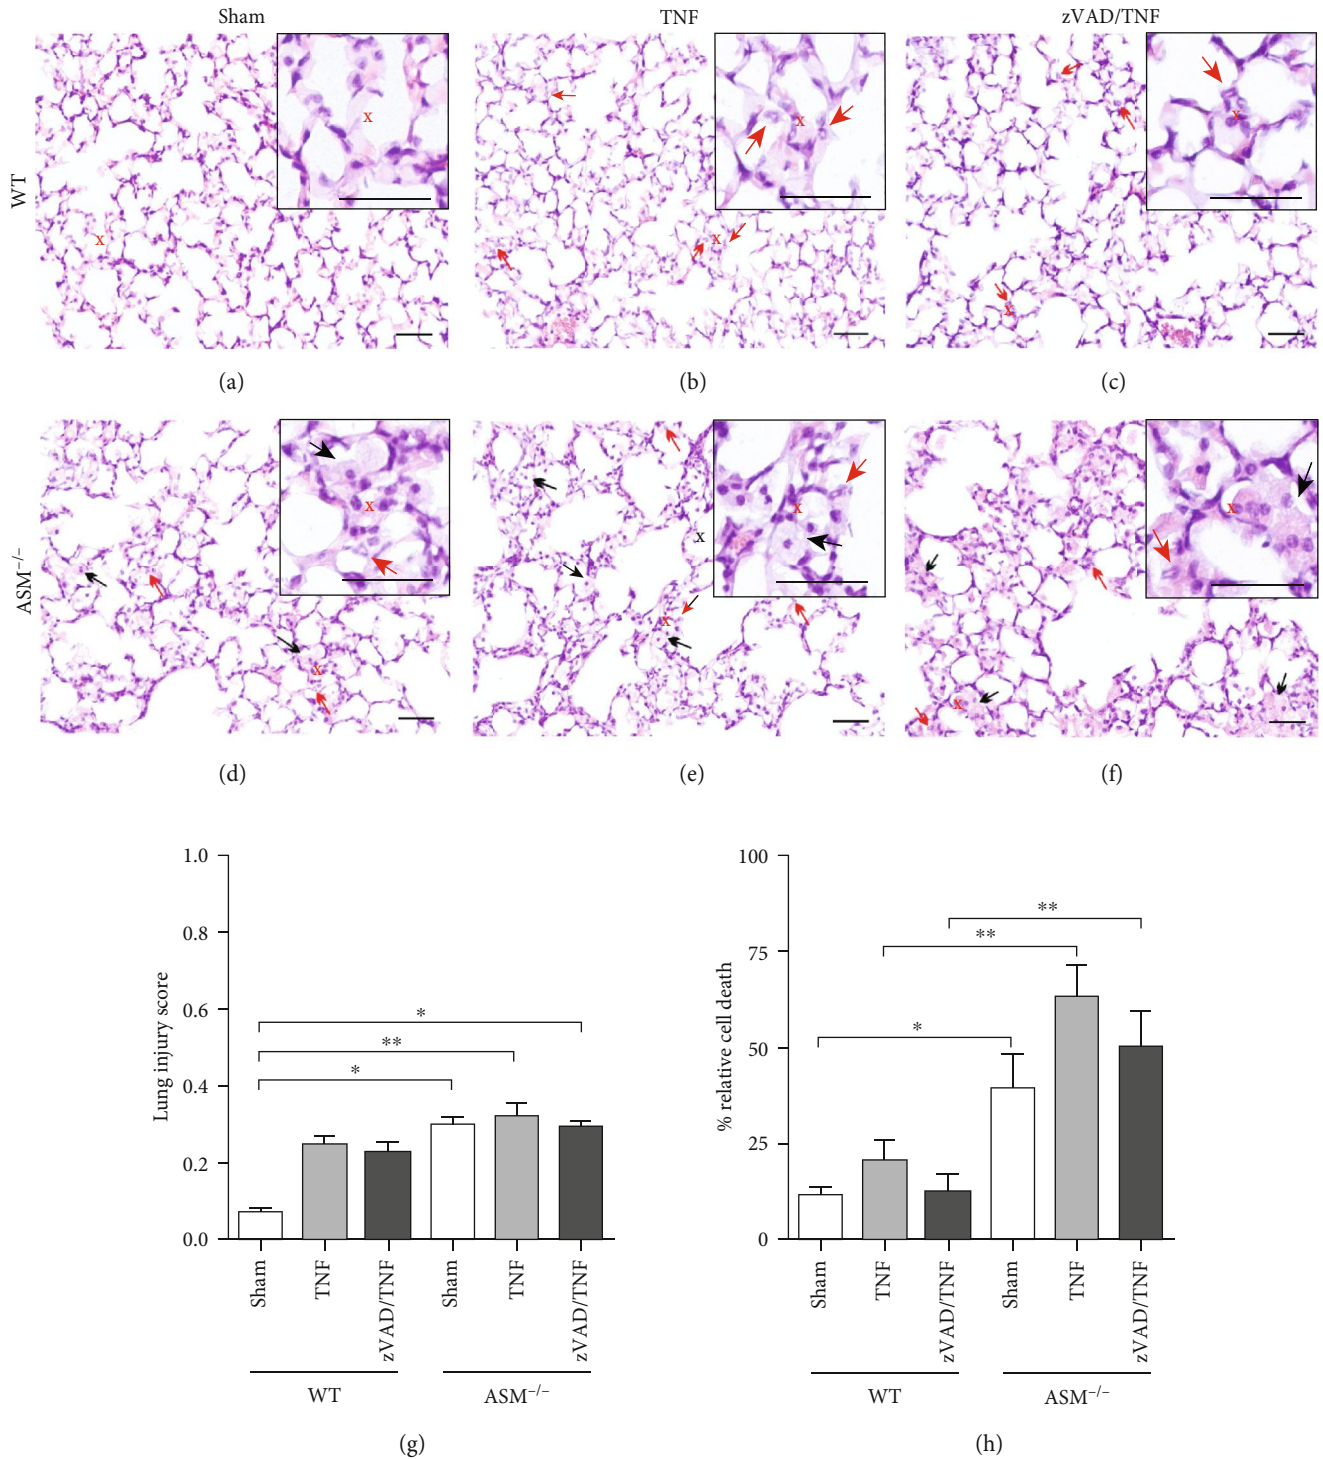 Sham
TNF
zVAD/TNF
WT
x
x
x
x
x
x
(a)
(b)
(c)
ASM−/−
x
x
x
x
x
x
x
(d)
(e)
(f)
Lung injury score
1.0
0.8
0.6
0.4
0.2
0.0
*
**
*
Sham
TNF
zVAD/TNF
Sham
TNF
zVAD/TNF
WT
ASM−/−
(g)
% relative cell death
100
75
50
25
0
**
**
*
Sham
TNF
zVAD/TNF
Sham
TNF
zVAD/TNF
WT
ASM−/−
(h)